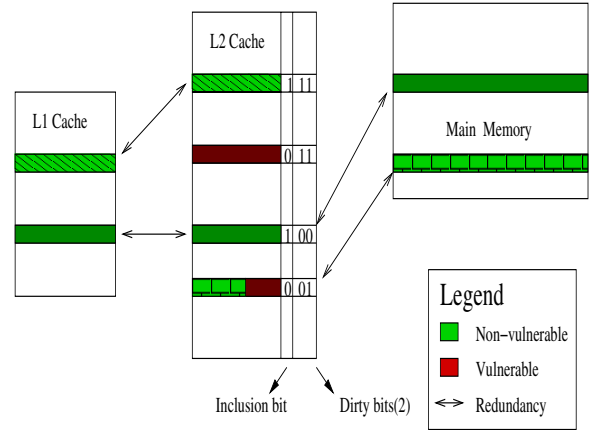 L2 Cache
1 11
L1 Cache
Main Memory
0 11
1 00
0 01
Legend
Non-vulnerable
Vulnerable
Redundancy
Inclusion bit
Dirty bits(2)